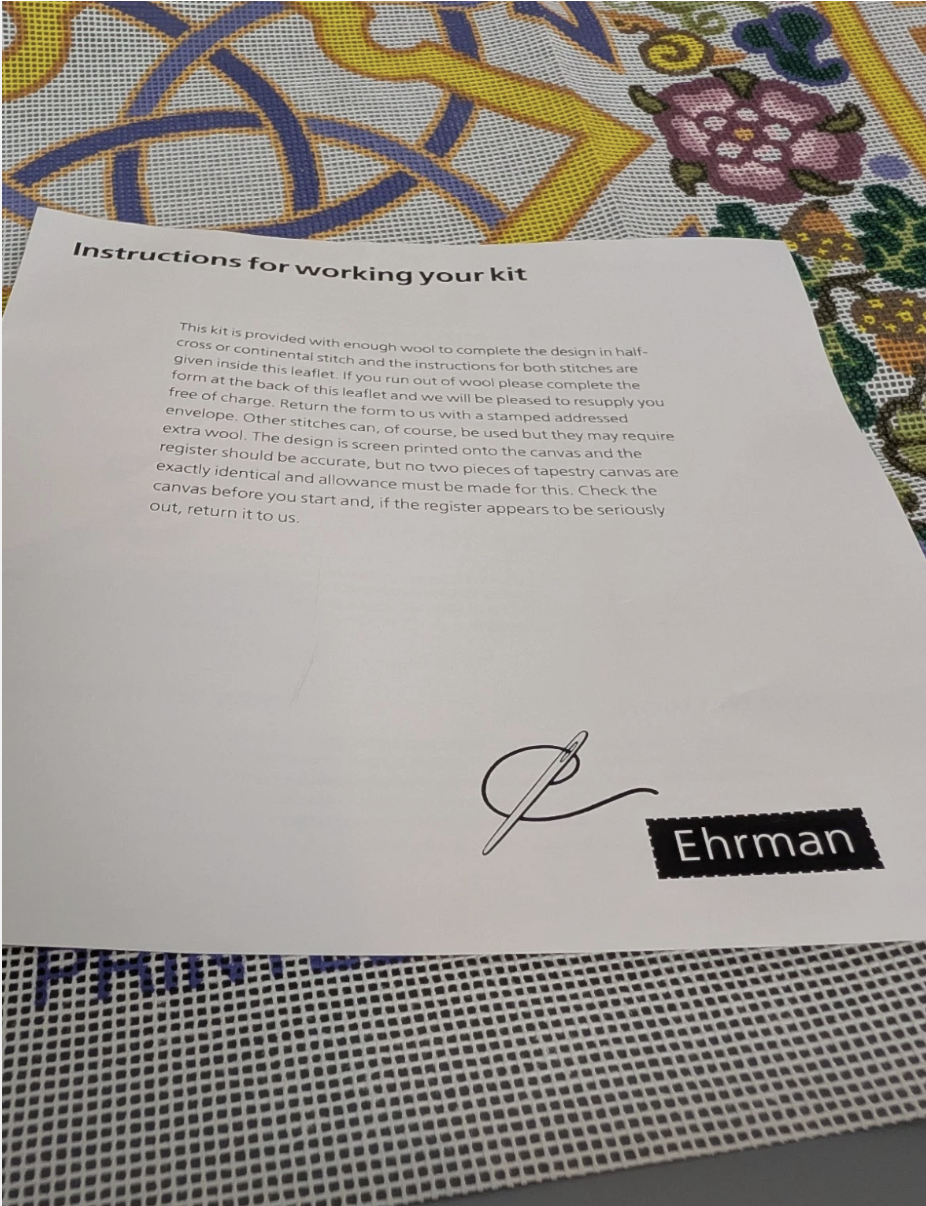 Instructions for working your kit
This kit is provided with enough wool to complete the design in half-
cross or continental stitch and the instructions for both stitches are
given inside this leaflet. If you run out of wool please complete the
form at the back of this leaflet and we will be pleased to resupply you
free of charge. Return the form to us with a stamped addressed
envelope. Other stitches can, of course, be used but they may require
extra wool. The design is screen printed onto the canvas and the
register should be accurate, but no two pieces of tapestry canvas are
exactly identical and allowance must be made for this. Check the
canvas before you start and, if the register appears to be seriously
out, return it to us.
Ehrman